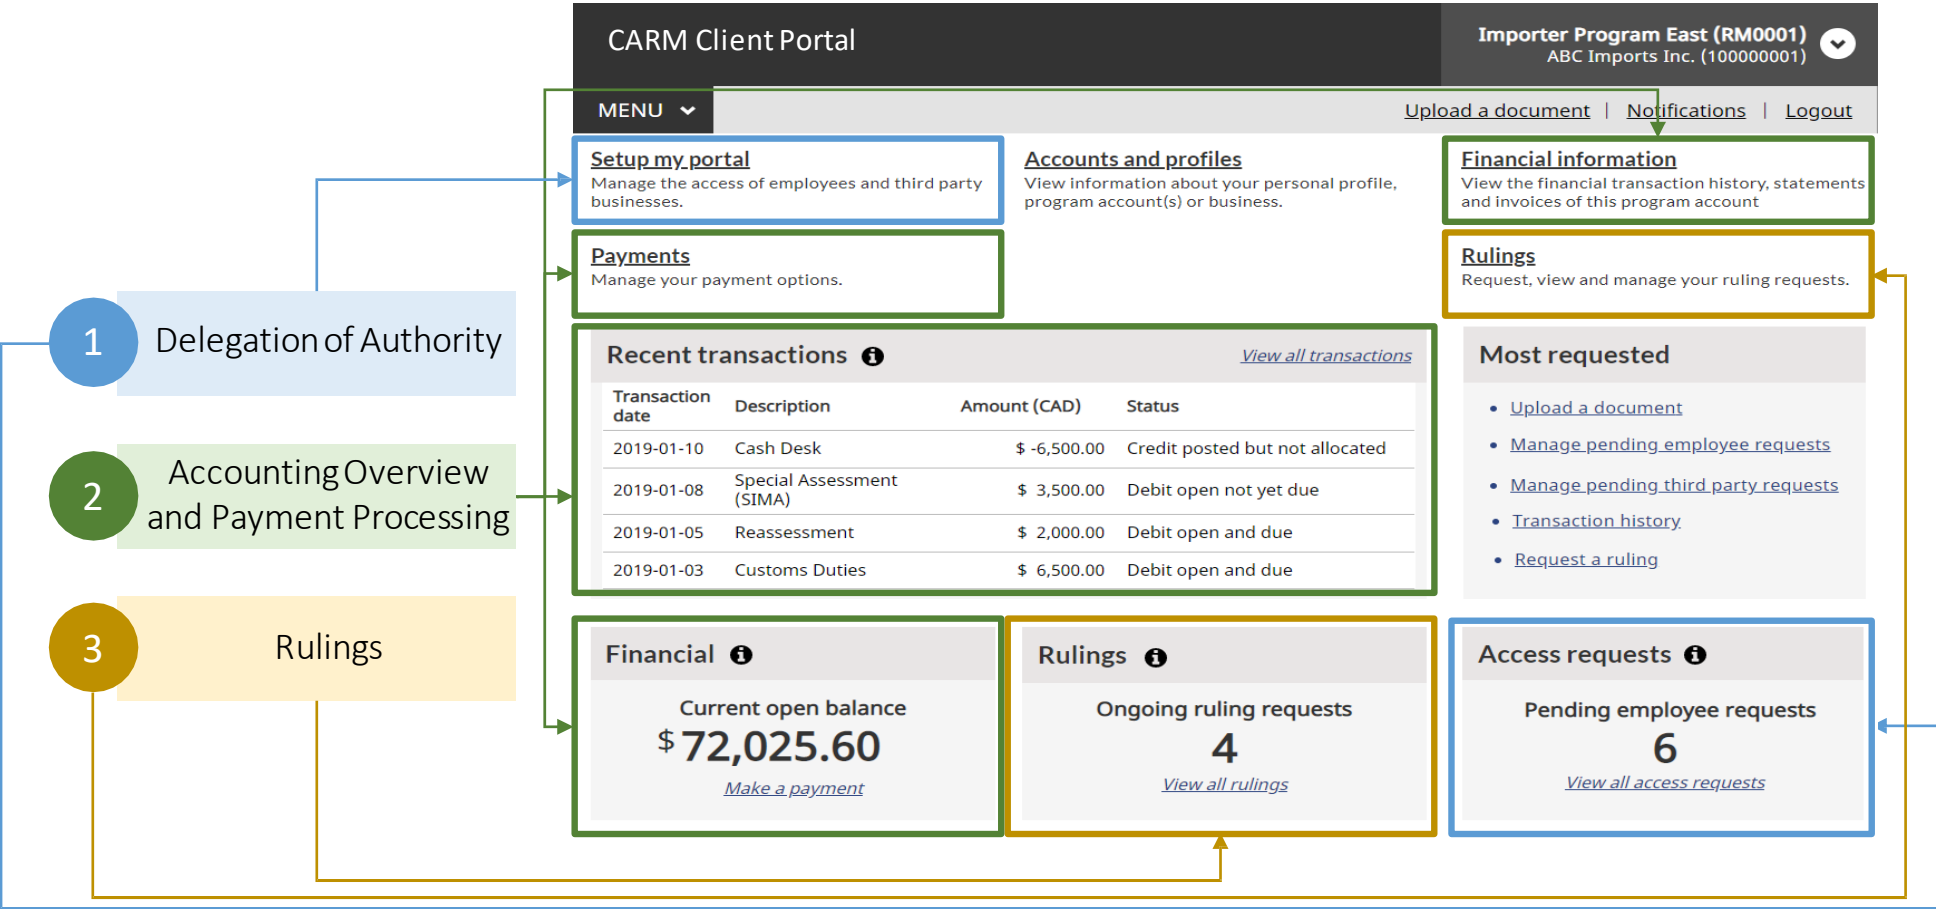 CARM Client Portal
Importer Program East (RM0001)
ABC Imports Inc. (100000001)
MENU
Upload a document | Notifications | Logout
Setup my portal
Manage the access of employees and third party
businesses.
Accounts and profiles
View information about your personal profile,
program account(s) or business.
Financial information
View the financial transaction history, statements
and invoices of this program account
Payments
Manage your payment options.
Rulings
Request, view and manage your ruling requests.
1 Delegation of Authority
2 Accounting Overview
and Payment Processing
3 Rulings
Recent transactions
View all transactions
Transaction
date
Description
Amount (CAD)
Status
2019-01-10 Cash Desk $ -6,500.00 Credit posted but not allocated
2019-01-08 Special Assessment
(SIMA) $ 3,500.00 Debit open not yet due
2019-01-05 Reassessment $ 2,000.00 Debit open and due
2019-01-03 Customs Duties $ 6,500.00 Debit open and due
Most requested
• Upload a document
• Manage pending employee requests
• Manage pending third party requests
• Transaction history
• Request a ruling
Financial
Current open balance
$72,025.60
Make a payment
Rulings
Ongoing ruling requests
4
View all rulings
Access requests
Pending employee requests
6
View all access requests